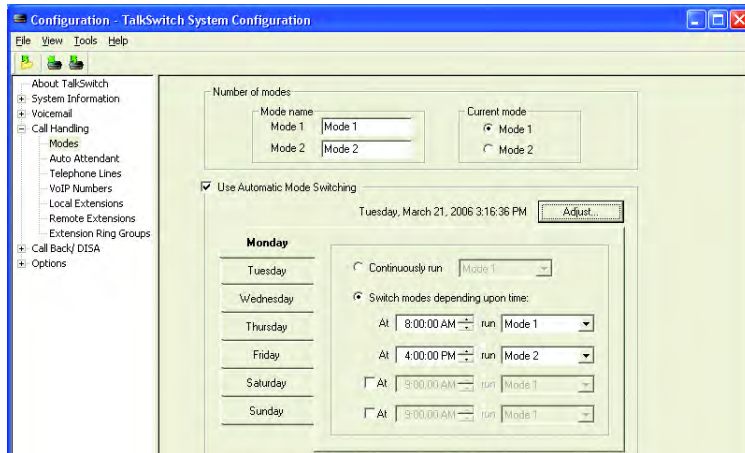 Configuration - TalkSwitch System Configuration
File View Tools Help
About TalkSwitch
System Information
Voicemail
Call Handling
Modes
Auto Attendant
Telephone Lines
VoIP Numbers
Local Extensions
Remote Extensions
Extension Ring Groups
Call Back/ DISA
Options
Number of modes
Mode name
Mode 1 Mode 1
Mode 2 Mode 2
Current mode
Mode 1
Mode 2
Use Automatic Mode Switching
Tuesday, March 21, 2006 3:16:36 PM Adjust...
Monday
Tuesday
Wednesday
Thursday
Friday
Saturday
Sunday
Continuously run Mode 1
Switch modes depending upon time:
At 8:00:00 AM run Mode 1
At 4:00:00 PM run Mode 2
At 9:00:00 AM run Mode 1
At 9:00:00 AM run Mode 1